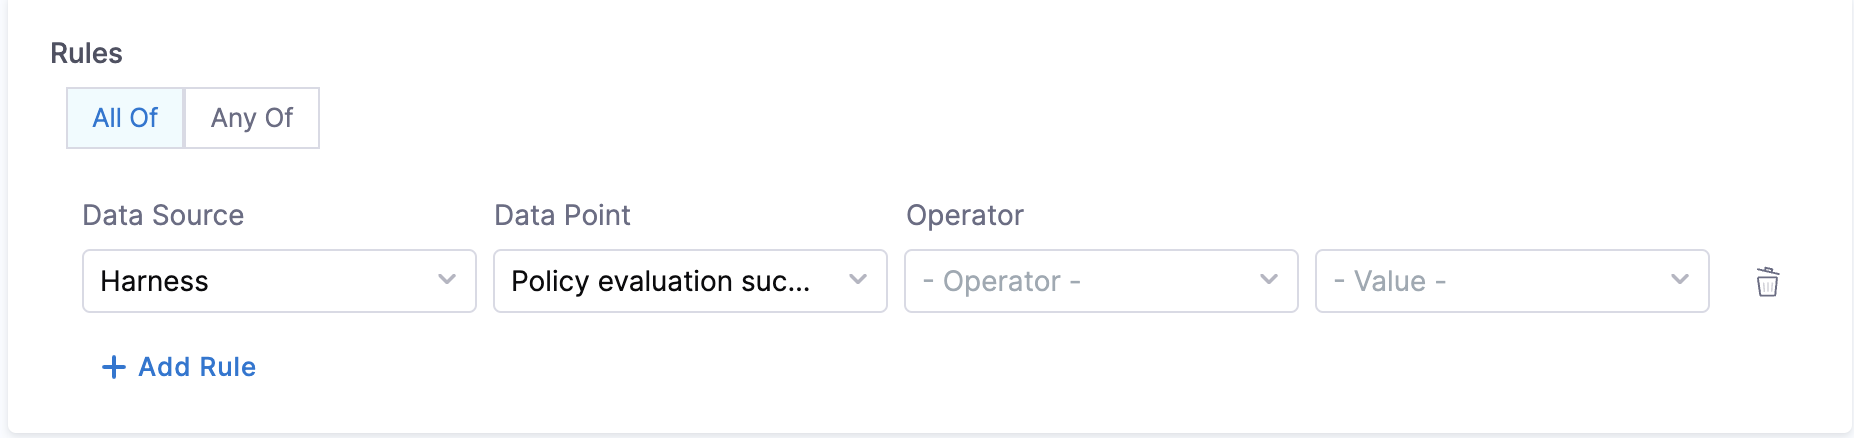 Rules
All Of Any Of
Data Source Data Point Operator
Harness Policy evaluation suc... - Operator - - Value -
+ Add Rule